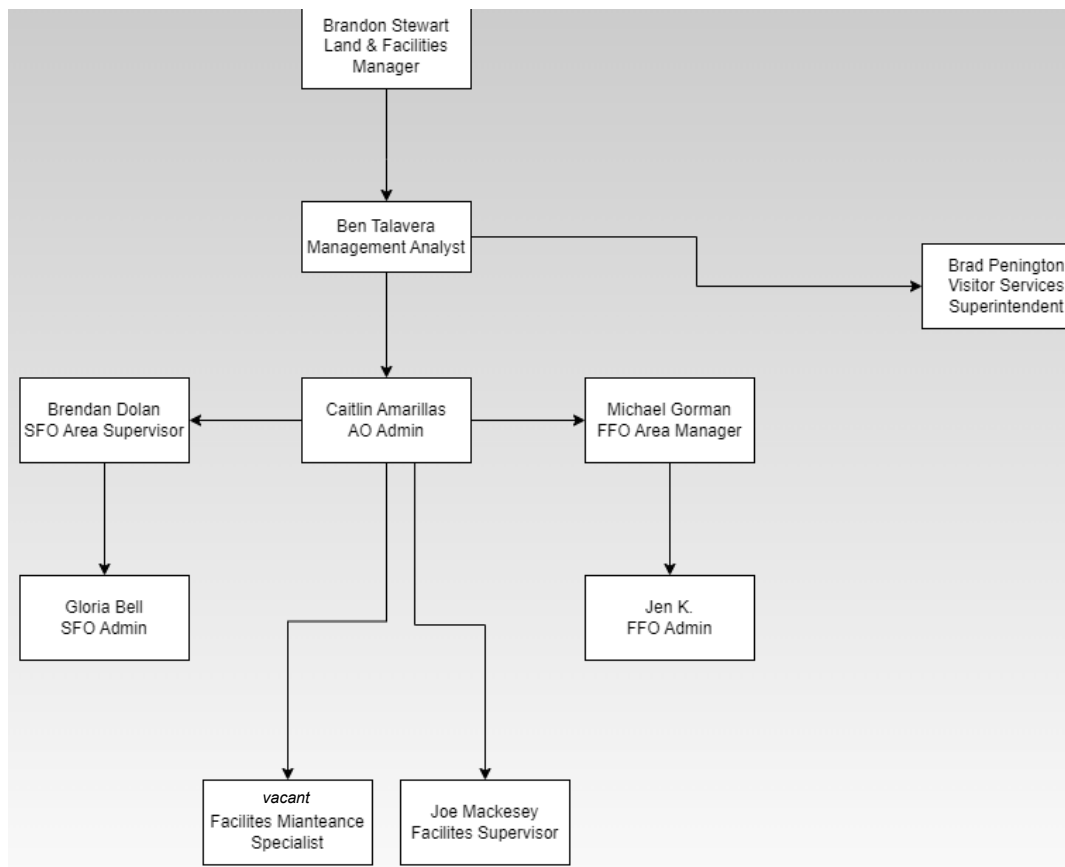 Brandon Stewart
Land & Facilities
Manager
Ben Talavera
Management Analyst
Brad Penington
Visitor Services
Superintendent
Brendan Dolan
SFO Area Supervisor
Caitlin Amarillas
AO Admin
Michael Gorman
FFO Area Manager
Gloria Bell
SFO Admin
Jen K.
FFO Admin
vacant
Facilites Mianteance
Specialist
Joe Mackesey
Facilites Supervisor